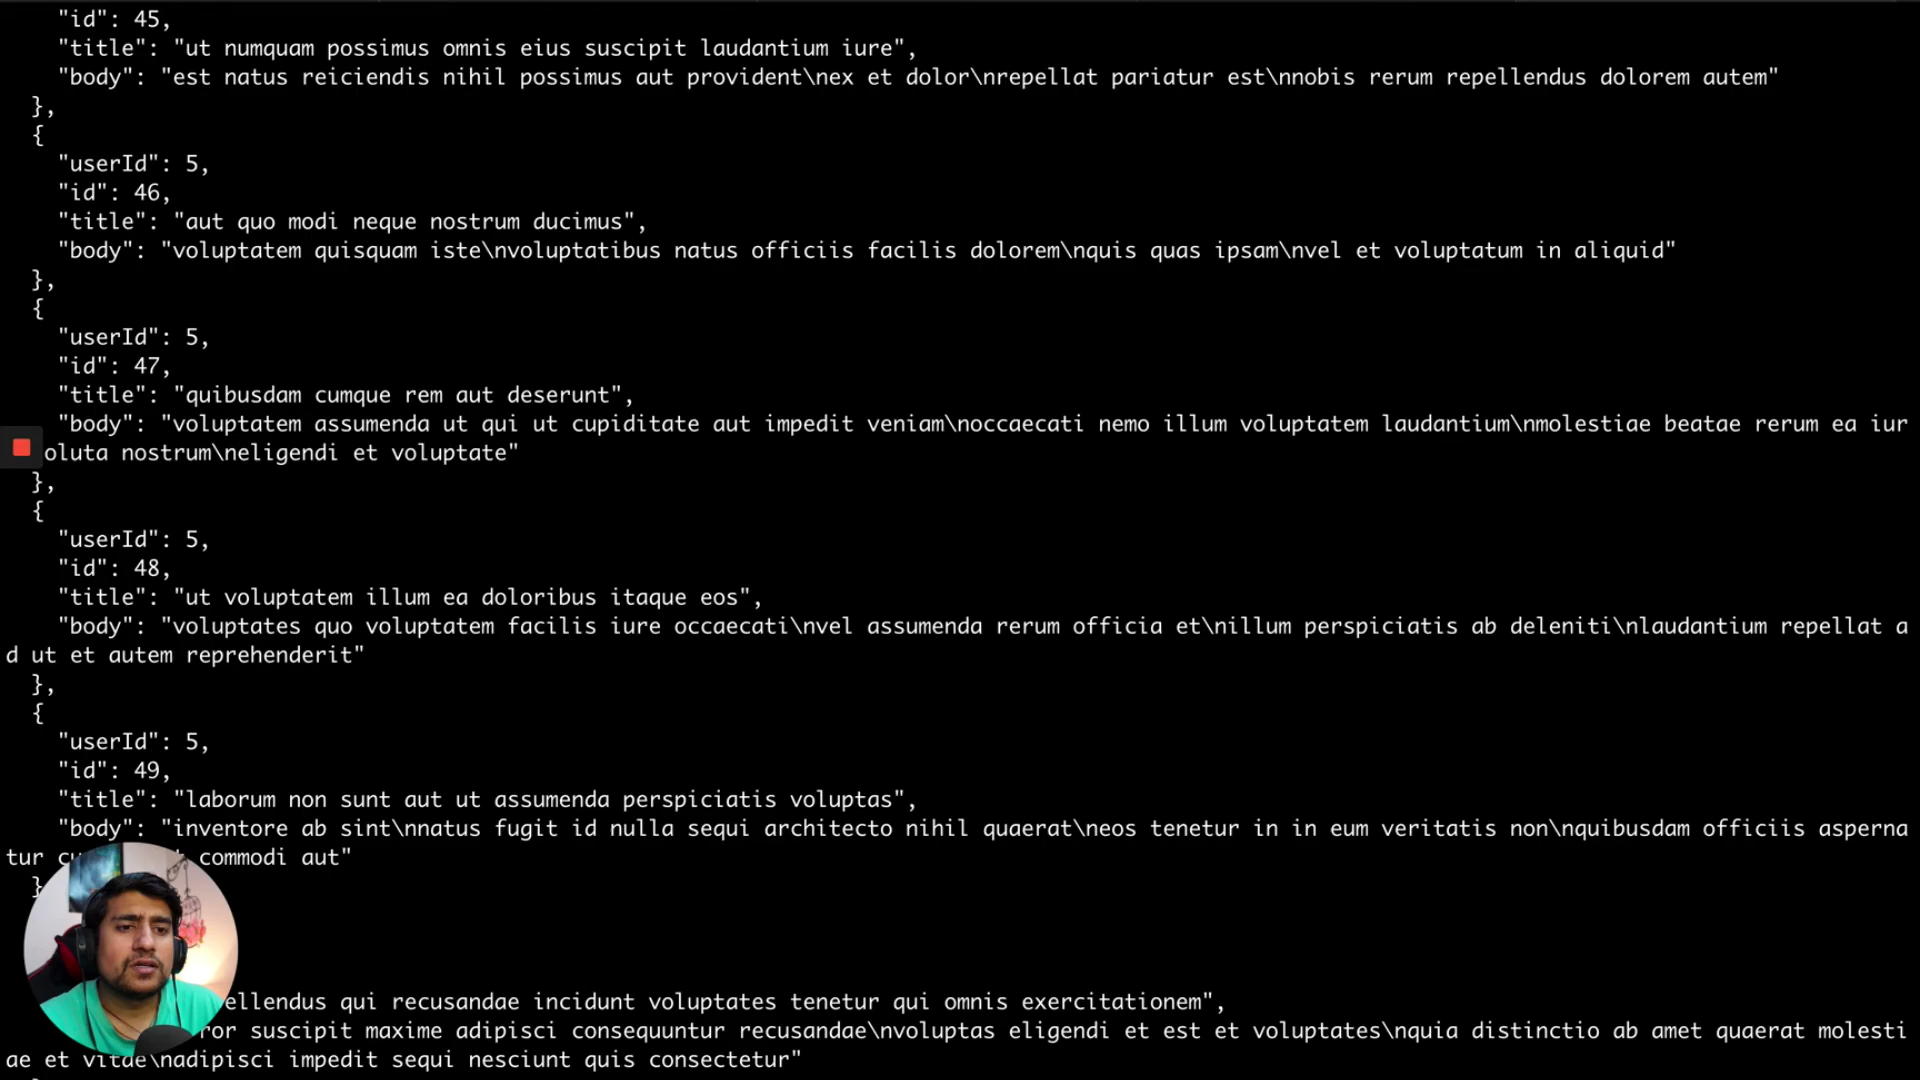 "id": 45,
"title": "ut numquam possimus omnis eius suscipit laudantium iure",
"body": "est natus reiciendis nihil possimus aut provident\nex et dolor\nrepellat pariatur est\nnobis rerum repellendus dolorem autem"
},
{
"userId": 5,
"id": 46,
"title": "aut quo modi neque nostrum ducimus",
"body": "voluptatem quisquam iste\nvoluptatibus natus officiis facilis dolorem\nquis quas ipsam\nvel et voluptatum in aliquid"
},
{
"userId": 5,
"id": 47,
"title": "quibusdam cumque rem aut deserunt",
"body": "voluptatem assumenda ut qui ut cupiditate aut impedit veniam\noccaecati nemo illum voluptatem laudantium\nmolestiae beatae rerum ea iur
oluta nostrum\neligendi et voluptate"
},
{
"userId": 5,
"id": 48,
"title": "ut voluptatem illum ea doloribus itaque eos",
"body": "voluptates quo voluptatem facilis iure occaecati\nvel assumenda rerum officia et\nillum perspiciatis ab deleniti\nlaudantium repellat a
d ut et autem reprehenderit"
},
{
"userId": 5,
"id": 49,
"title": "laborum non sunt aut ut assumenda perspiciatis voluptas",
"body": "inventore ab sint\nnatus fugit id nulla sequi architecto nihil quaerat\neos tenetur in in eum veritatis non\nquibusdam officiis asperna
tur commodi aut"
}
ellendus qui recusandae incidunt voluptates tenetur qui omnis exercitationem",
ror suscipit maxime adipisci consequuntur recusandae\nvoluptas eligendi et est et voluptates\nquia distinctio ab amet quaerat molesti
ae et vitae\nadipisci impedit sequi nesciunt quis consectetur"